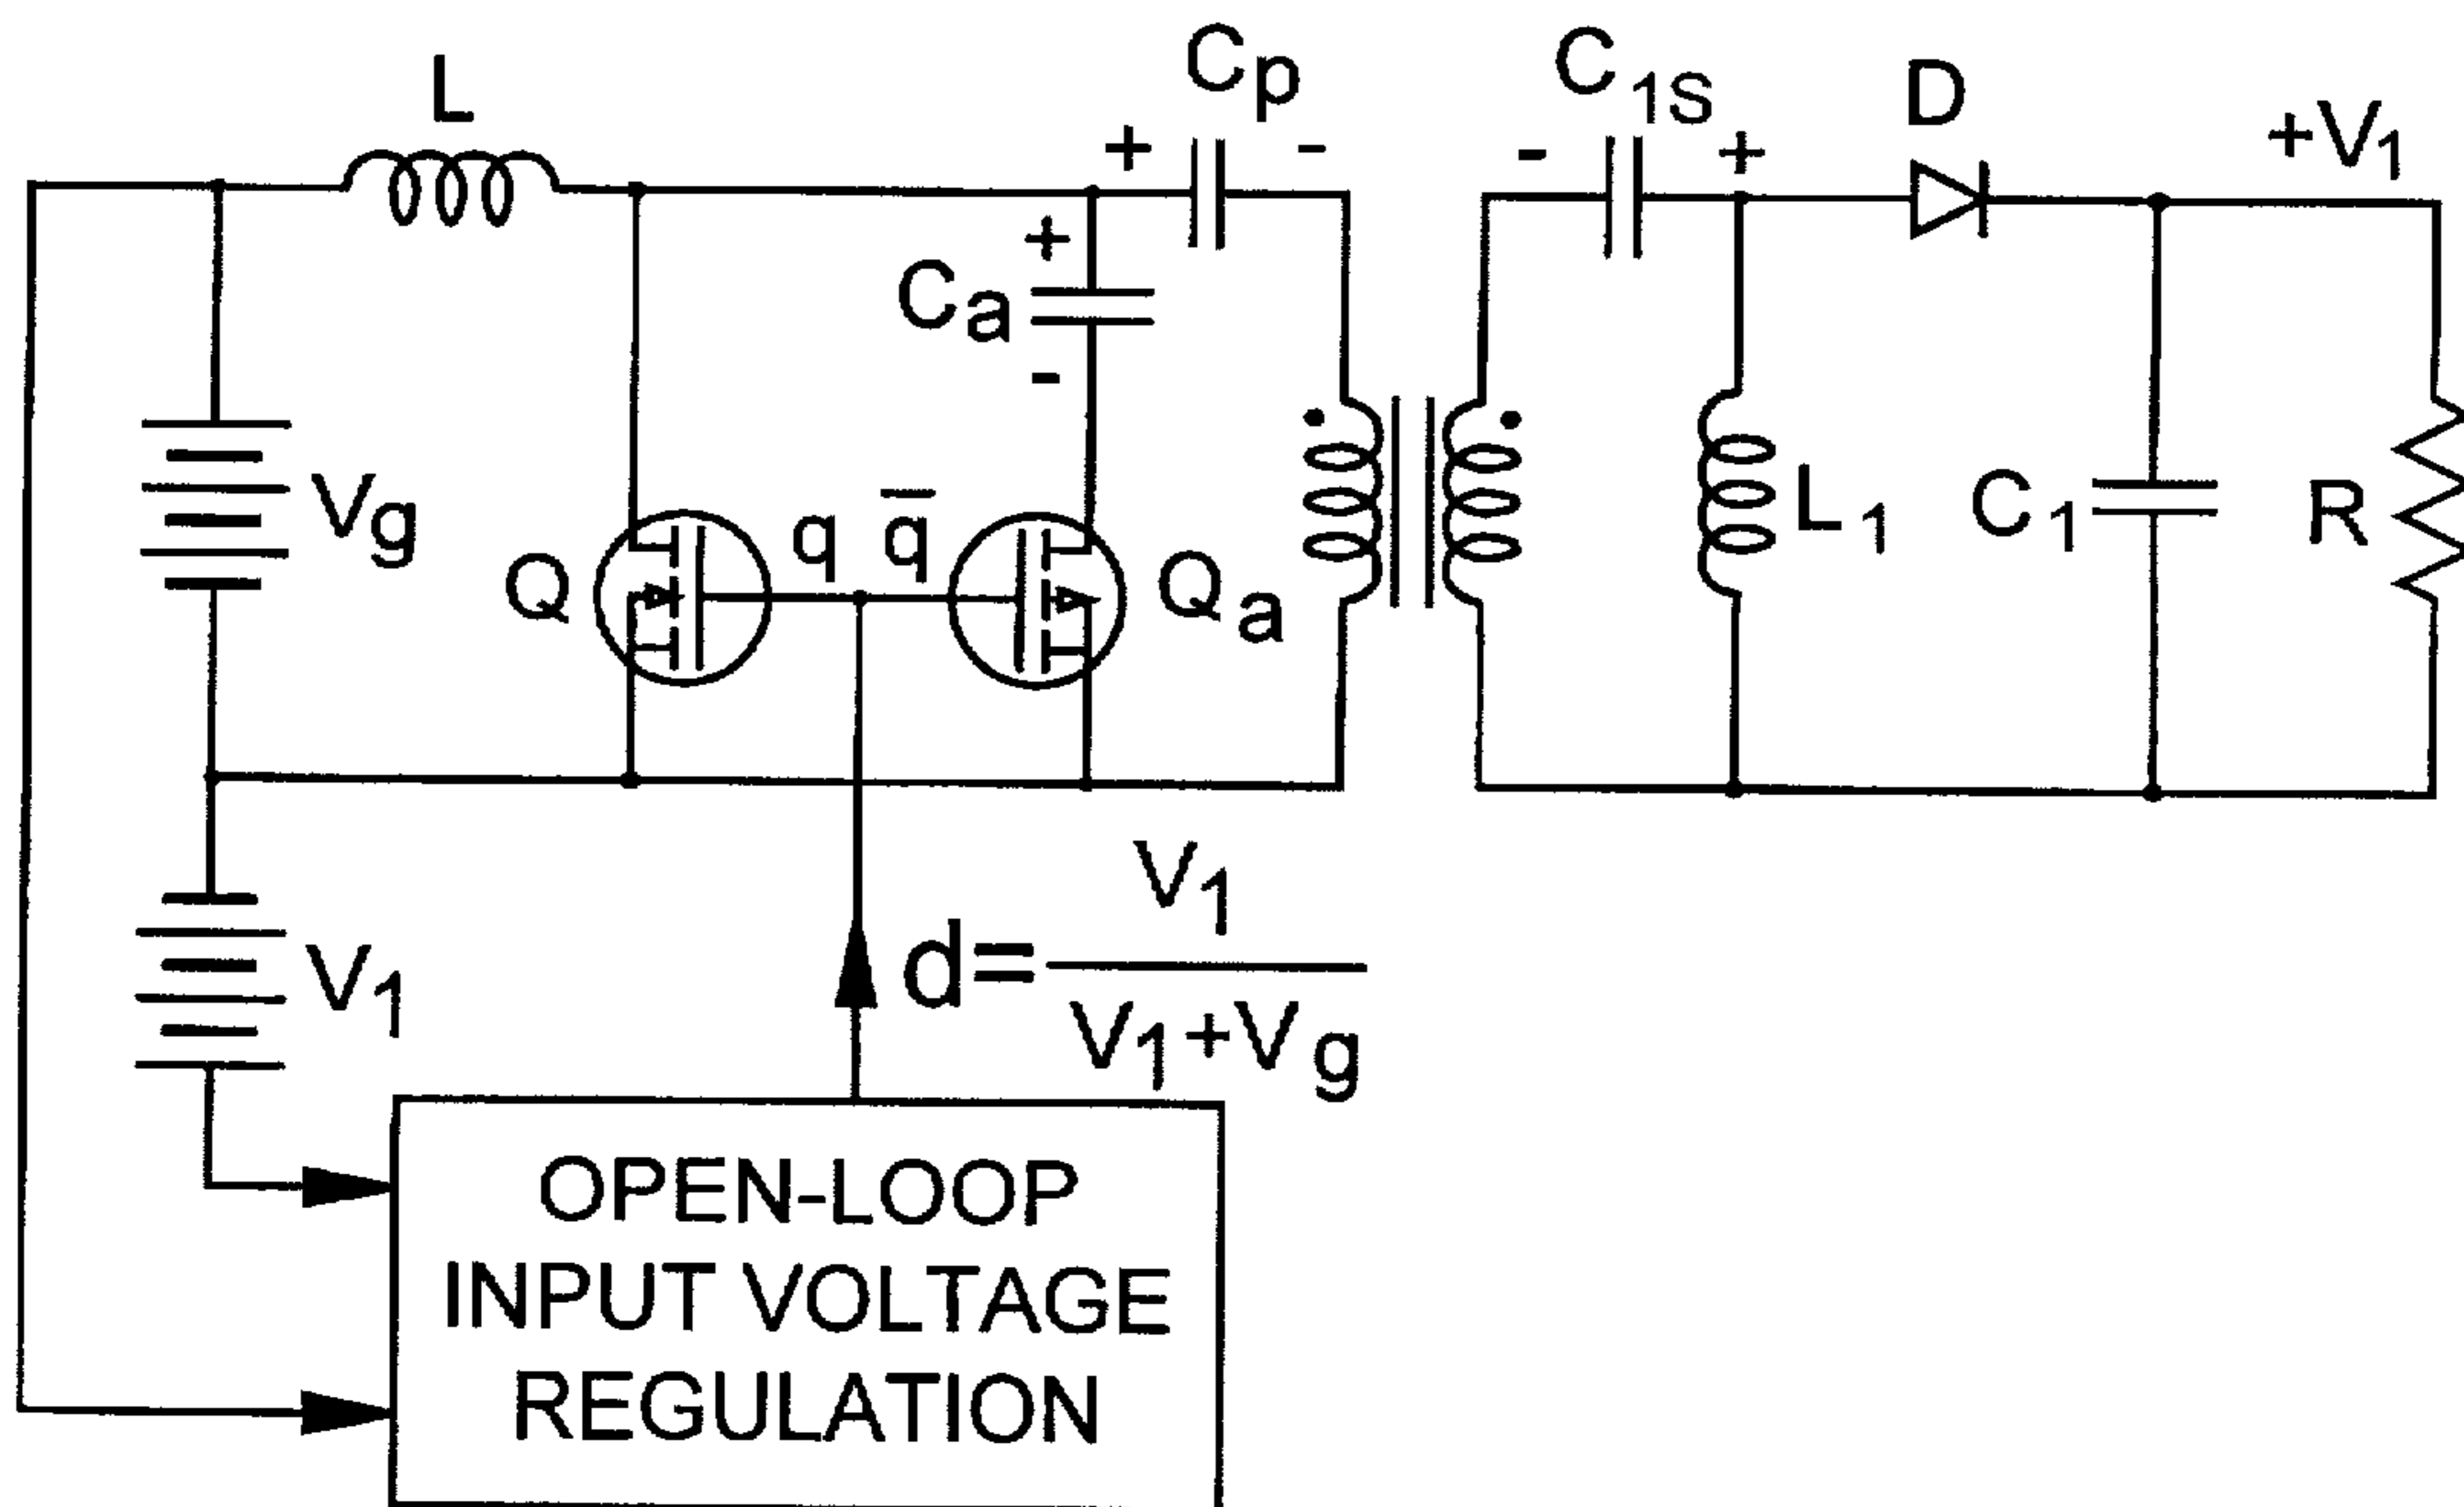 L
+ Cp -
- C1S +
D
+V1
+
Ca
-
Vg
Q
q
q̅
Qa
L1
C1
R
V1
d= V1
V1+Vg
OPEN-LOOP
INPUT VOLTAGE
REGULATION